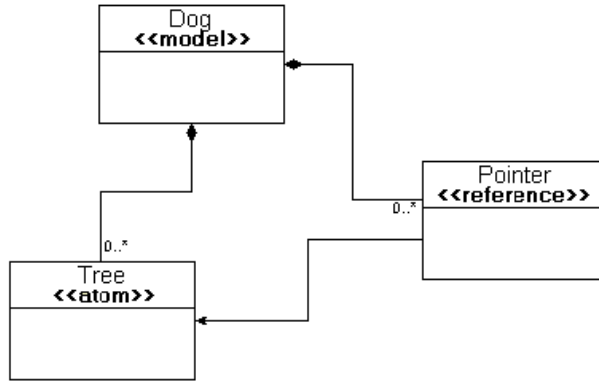 Dog
<<model>>
Pointer
<<reference>>
0..*
0..*
Tree
<<atom>>